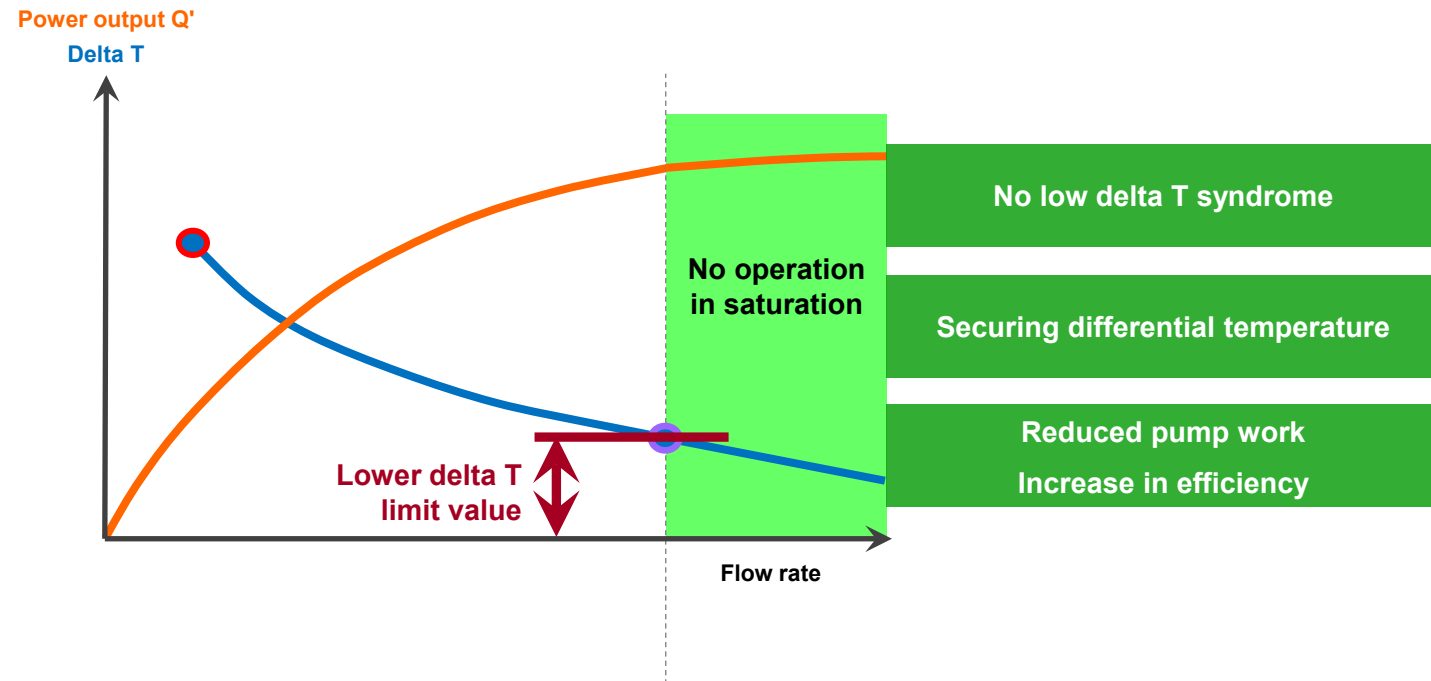 Power output Q'
Delta T
No low delta T syndrome
No operation
in saturation
Securing differential temperature
Reduced pump work
Increase in efficiency
Lower delta T
limit value
Flow rate